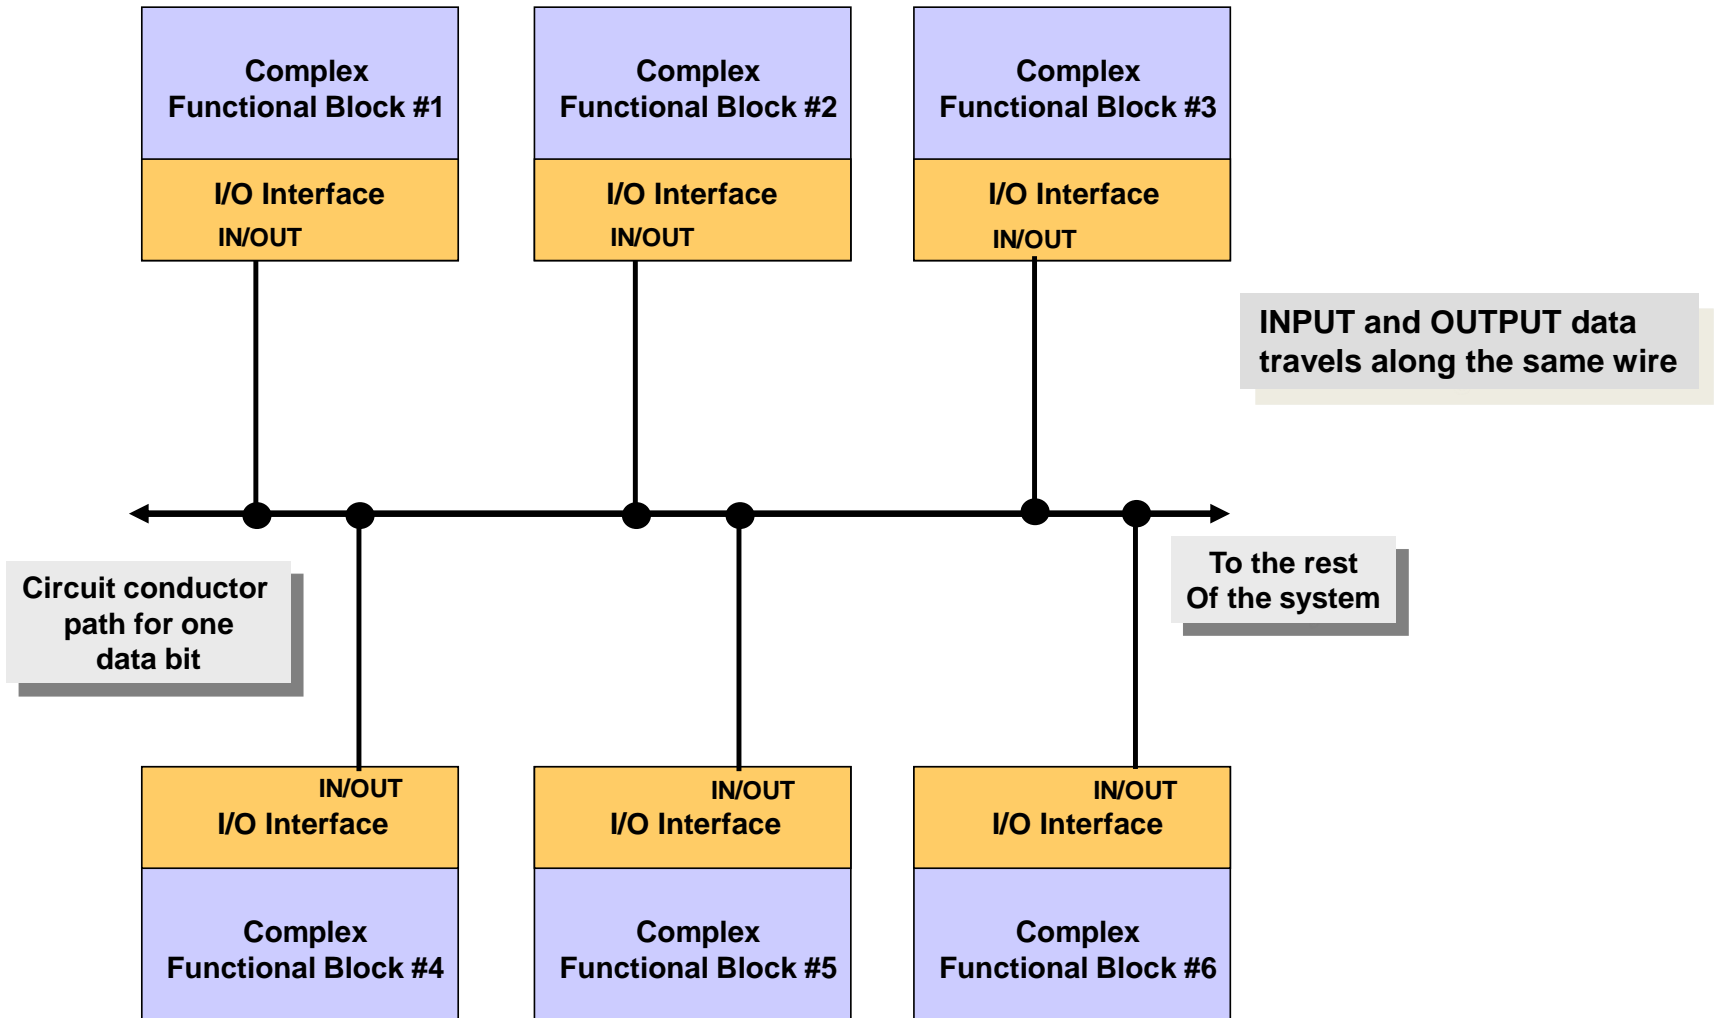 Complex
Functional Block #1
Complex
Functional Block #2
Complex
Functional Block #3
I/O Interface
IN/OUT
I/O Interface
IN/OUT
I/O Interface
IN/OUT
INPUT and OUTPUT data
travels along the same wire
Circuit conductor
path for one
data bit
To the rest
Of the system
IN/OUT
I/O Interface
IN/OUT
I/O Interface
IN/OUT
I/O Interface
Complex
Functional Block #4
Complex
Functional Block #5
Complex
Functional Block #6